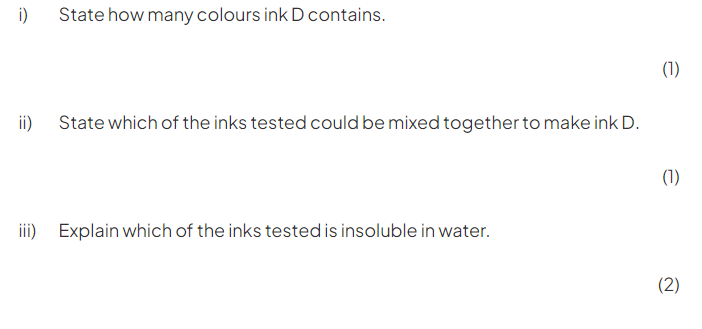 i) State how many colours ink D contains.
(1)
ii) State which of the inks tested could be mixed together to make ink D.
(1)
iii) Explain which of the inks tested is insoluble in water.
(2)